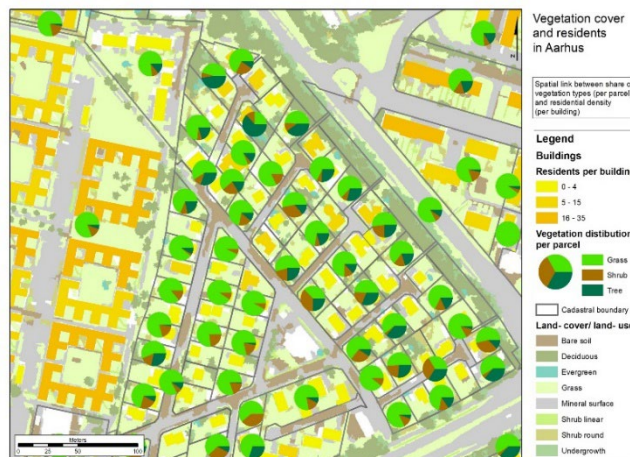 Vegetation cover
and residents
in Aarhus
Spatial link between share o
vegetation types (per parcel
and residential density
(per building)
Legend
Buildings
Residents per buildin
0 - 4
5 - 15
16 - 35
Vegetation distibution
per parcel
Grass
Shrub
Tree
Cadastral boundary
Land- cover/ land- use
Bare soil
Deciduous
Evergreen
Grass
Mineral surface
Shrub linear
Shrub round
Undergrowth
Meters
0 25 50 100